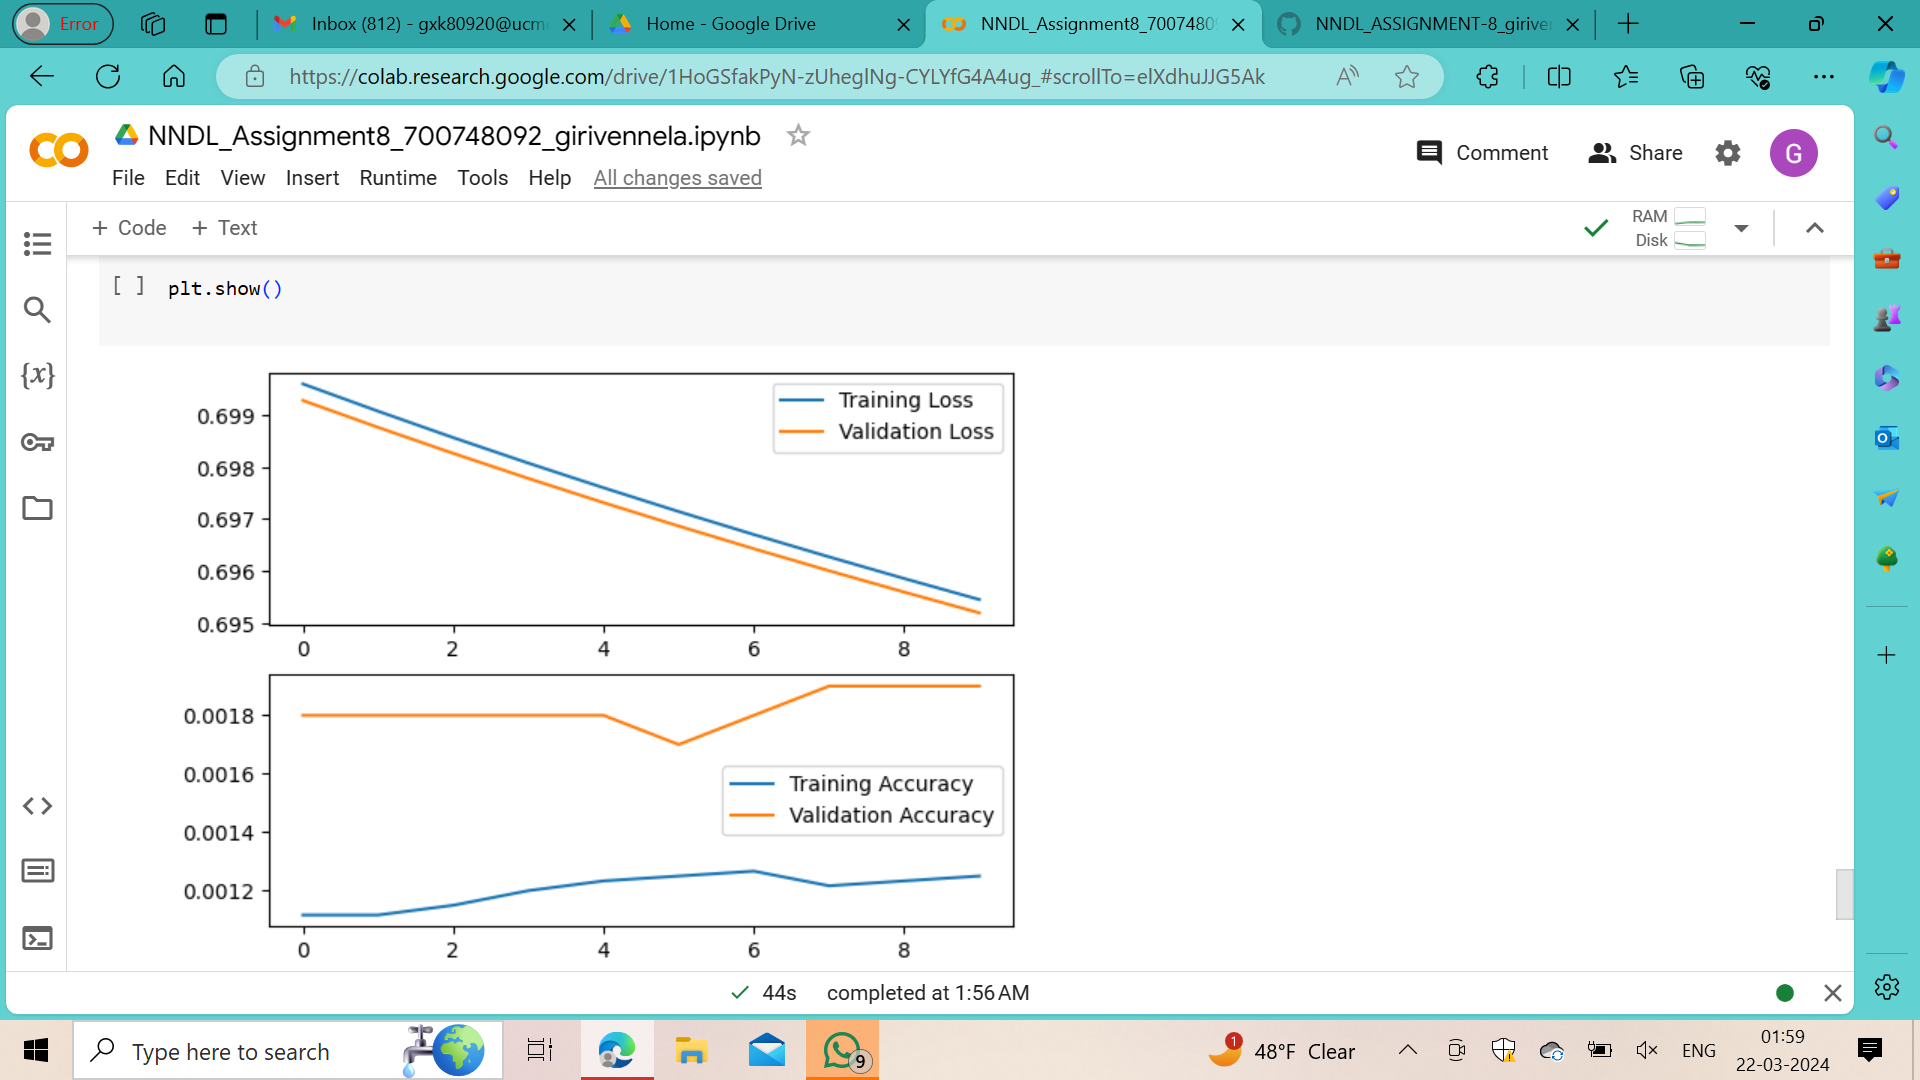 Error
Inbox (812) - gxk80920@ucm
Home - Google Drive
NNDL_Assignment8_70074809
NNDL_ASSIGNMENT-8_giriven
https://colab.research.google.com/drive/1HoGSfakPyN-zUheglNg-CYLYfG4A4ug_#scrollTo=elXdhuJJG5Ak
NNDL_Assignment8_700748092_girivennela.ipynb
File Edit View Insert Runtime Tools Help All changes saved
Comment
Share
G
+ Code + Text
RAM
Disk
{x}
[ ] plt.show()
Training Loss
Validation Loss
0.699
0.698
0.697
0.696
0.695
0 2 4 6 8
0.0018
0.0016
0.0014
0.0012
Training Accuracy
Validation Accuracy
0 2 4 6 8
44s completed at 1:56 AM
Type here to search
9
1
48°F Clear
ENG
01:59
22-03-2024